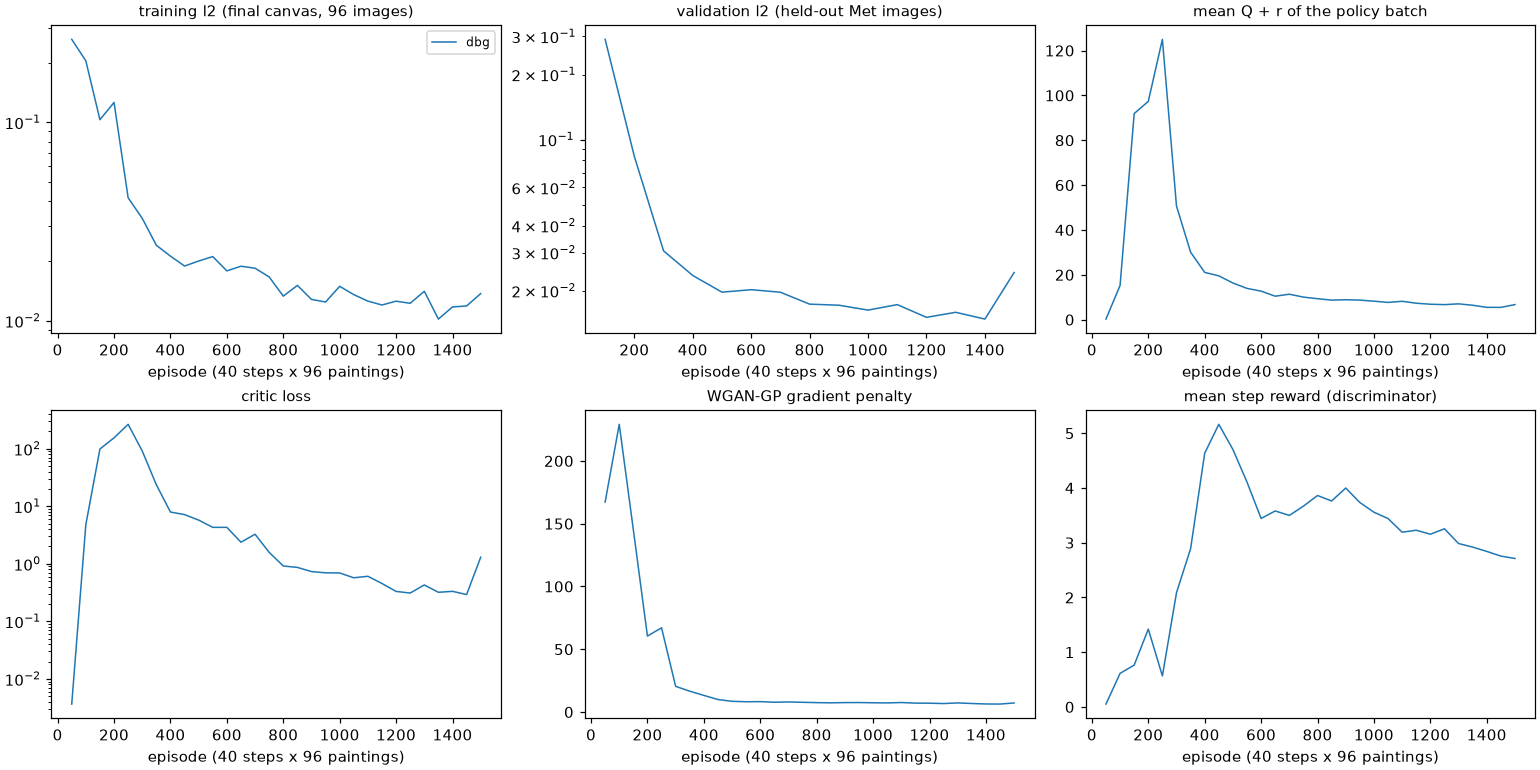 training l2 (final canvas, 96 images)
dbg
10⁻¹
10⁻²
0 200 400 600 800 1000 1200 1400
episode (40 steps x 96 paintings)
validation l2 (held-out Met images)
3 × 10⁻¹
2 × 10⁻¹
10⁻¹
6 × 10⁻²
4 × 10⁻²
3 × 10⁻²
2 × 10⁻²
200 400 600 800 1000 1200 1400
episode (40 steps x 96 paintings)
mean Q + r of the policy batch
120
100
80
60
40
20
0
0 200 400 600 800 1000 1200 1400
episode (40 steps x 96 paintings)
critic loss
10²
10¹
10⁰
10⁻¹
10⁻²
0 200 400 600 800 1000 1200 1400
episode (40 steps x 96 paintings)
WGAN-GP gradient penalty
200
150
100
50
0
0 200 400 600 800 1000 1200 1400
episode (40 steps x 96 paintings)
mean step reward (discriminator)
5
4
3
2
1
0
0 200 400 600 800 1000 1200 1400
episode (40 steps x 96 paintings)